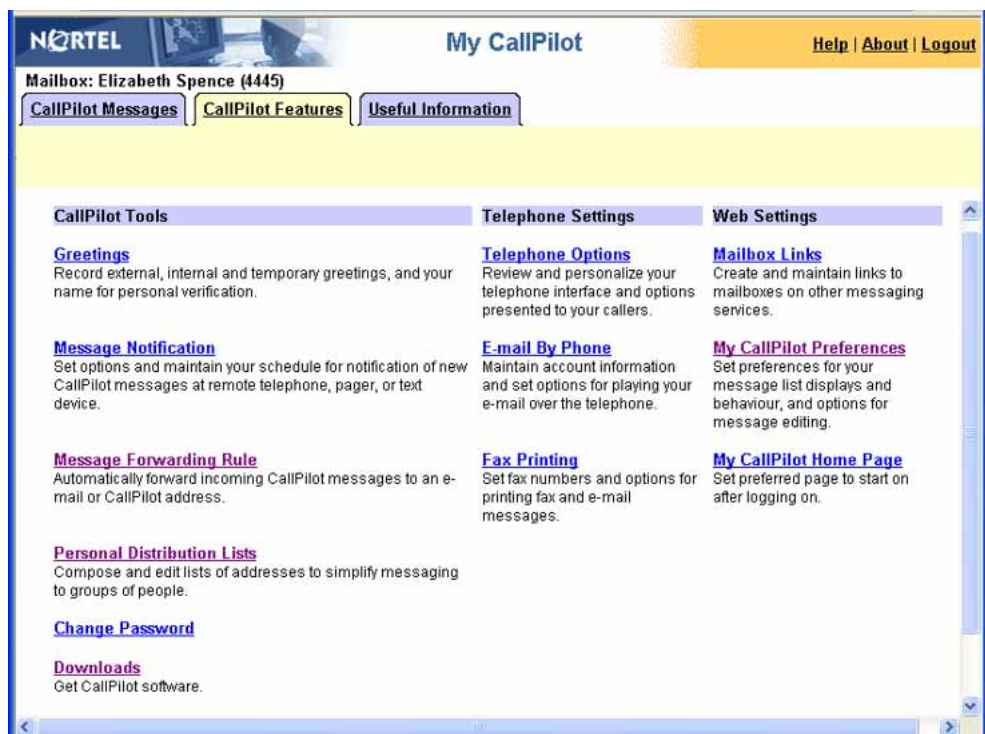 NORTEL
My CallPilot
Help | About | Logout
Mailbox: Elizabeth Spence (4445)
CallPilot Messages
CallPilot Features
Useful Information
CallPilot Tools
Greetings
Record external, internal and temporary greetings, and your
name for personal verification.
Message Notification
Set options and maintain your schedule for notification of new
CallPilot messages at remote telephone, pager, or text
device.
Message Forwarding Rule
Automatically forward incoming CallPilot messages to an e-
mail or CallPilot address.
Personal Distribution Lists
Compose and edit lists of addresses to simplify messaging
to groups of people.
Change Password
Downloads
Get CallPilot software.
Telephone Settings
Telephone Options
Review and personalize your
telephone interface and options
presented to your callers.
E-mail By Phone
Maintain account information
and set options for playing your
e-mail over the telephone.
Fax Printing
Set fax numbers and options for
printing fax and e-mail
messages.
Web Settings
Mailbox Links
Create and maintain links to
mailboxes on other messaging
services.
My CallPilot Preferences
Set preferences for your
message list displays and
behaviour, and options for
message editing.
My CallPilot Home Page
Set preferred page to start on
after logging on.